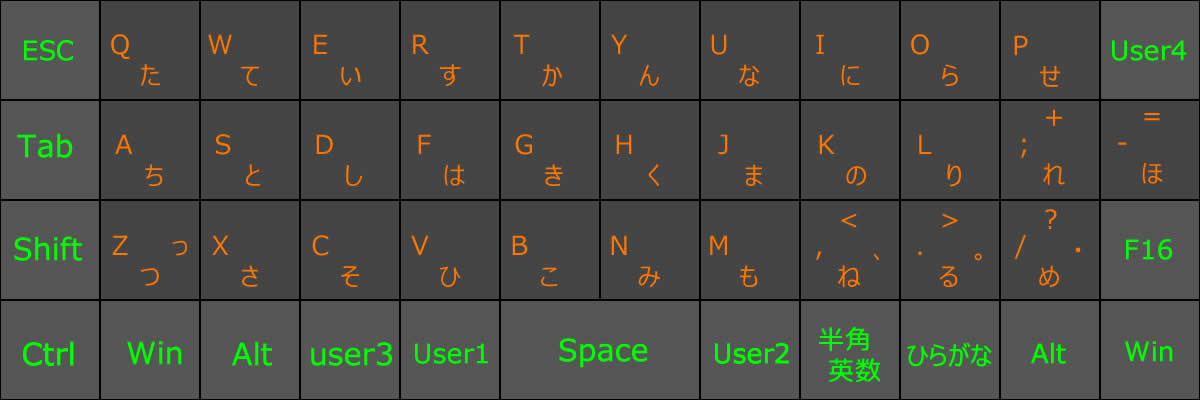 ESC Q W E R T Y U I O P User4
た て い す か ん な に ら せ
+ =
Tab A S D F G H J K L ; -
ち と し は き く ま の り れ ほ
< > ?
Shift Z っ X C V B N M , 、 . 。 / ・ F16
つ さ そ ひ こ み も ね る め
Ctrl Win Alt user3 User1 Space User2 半角 ひらがな Alt Win
英数